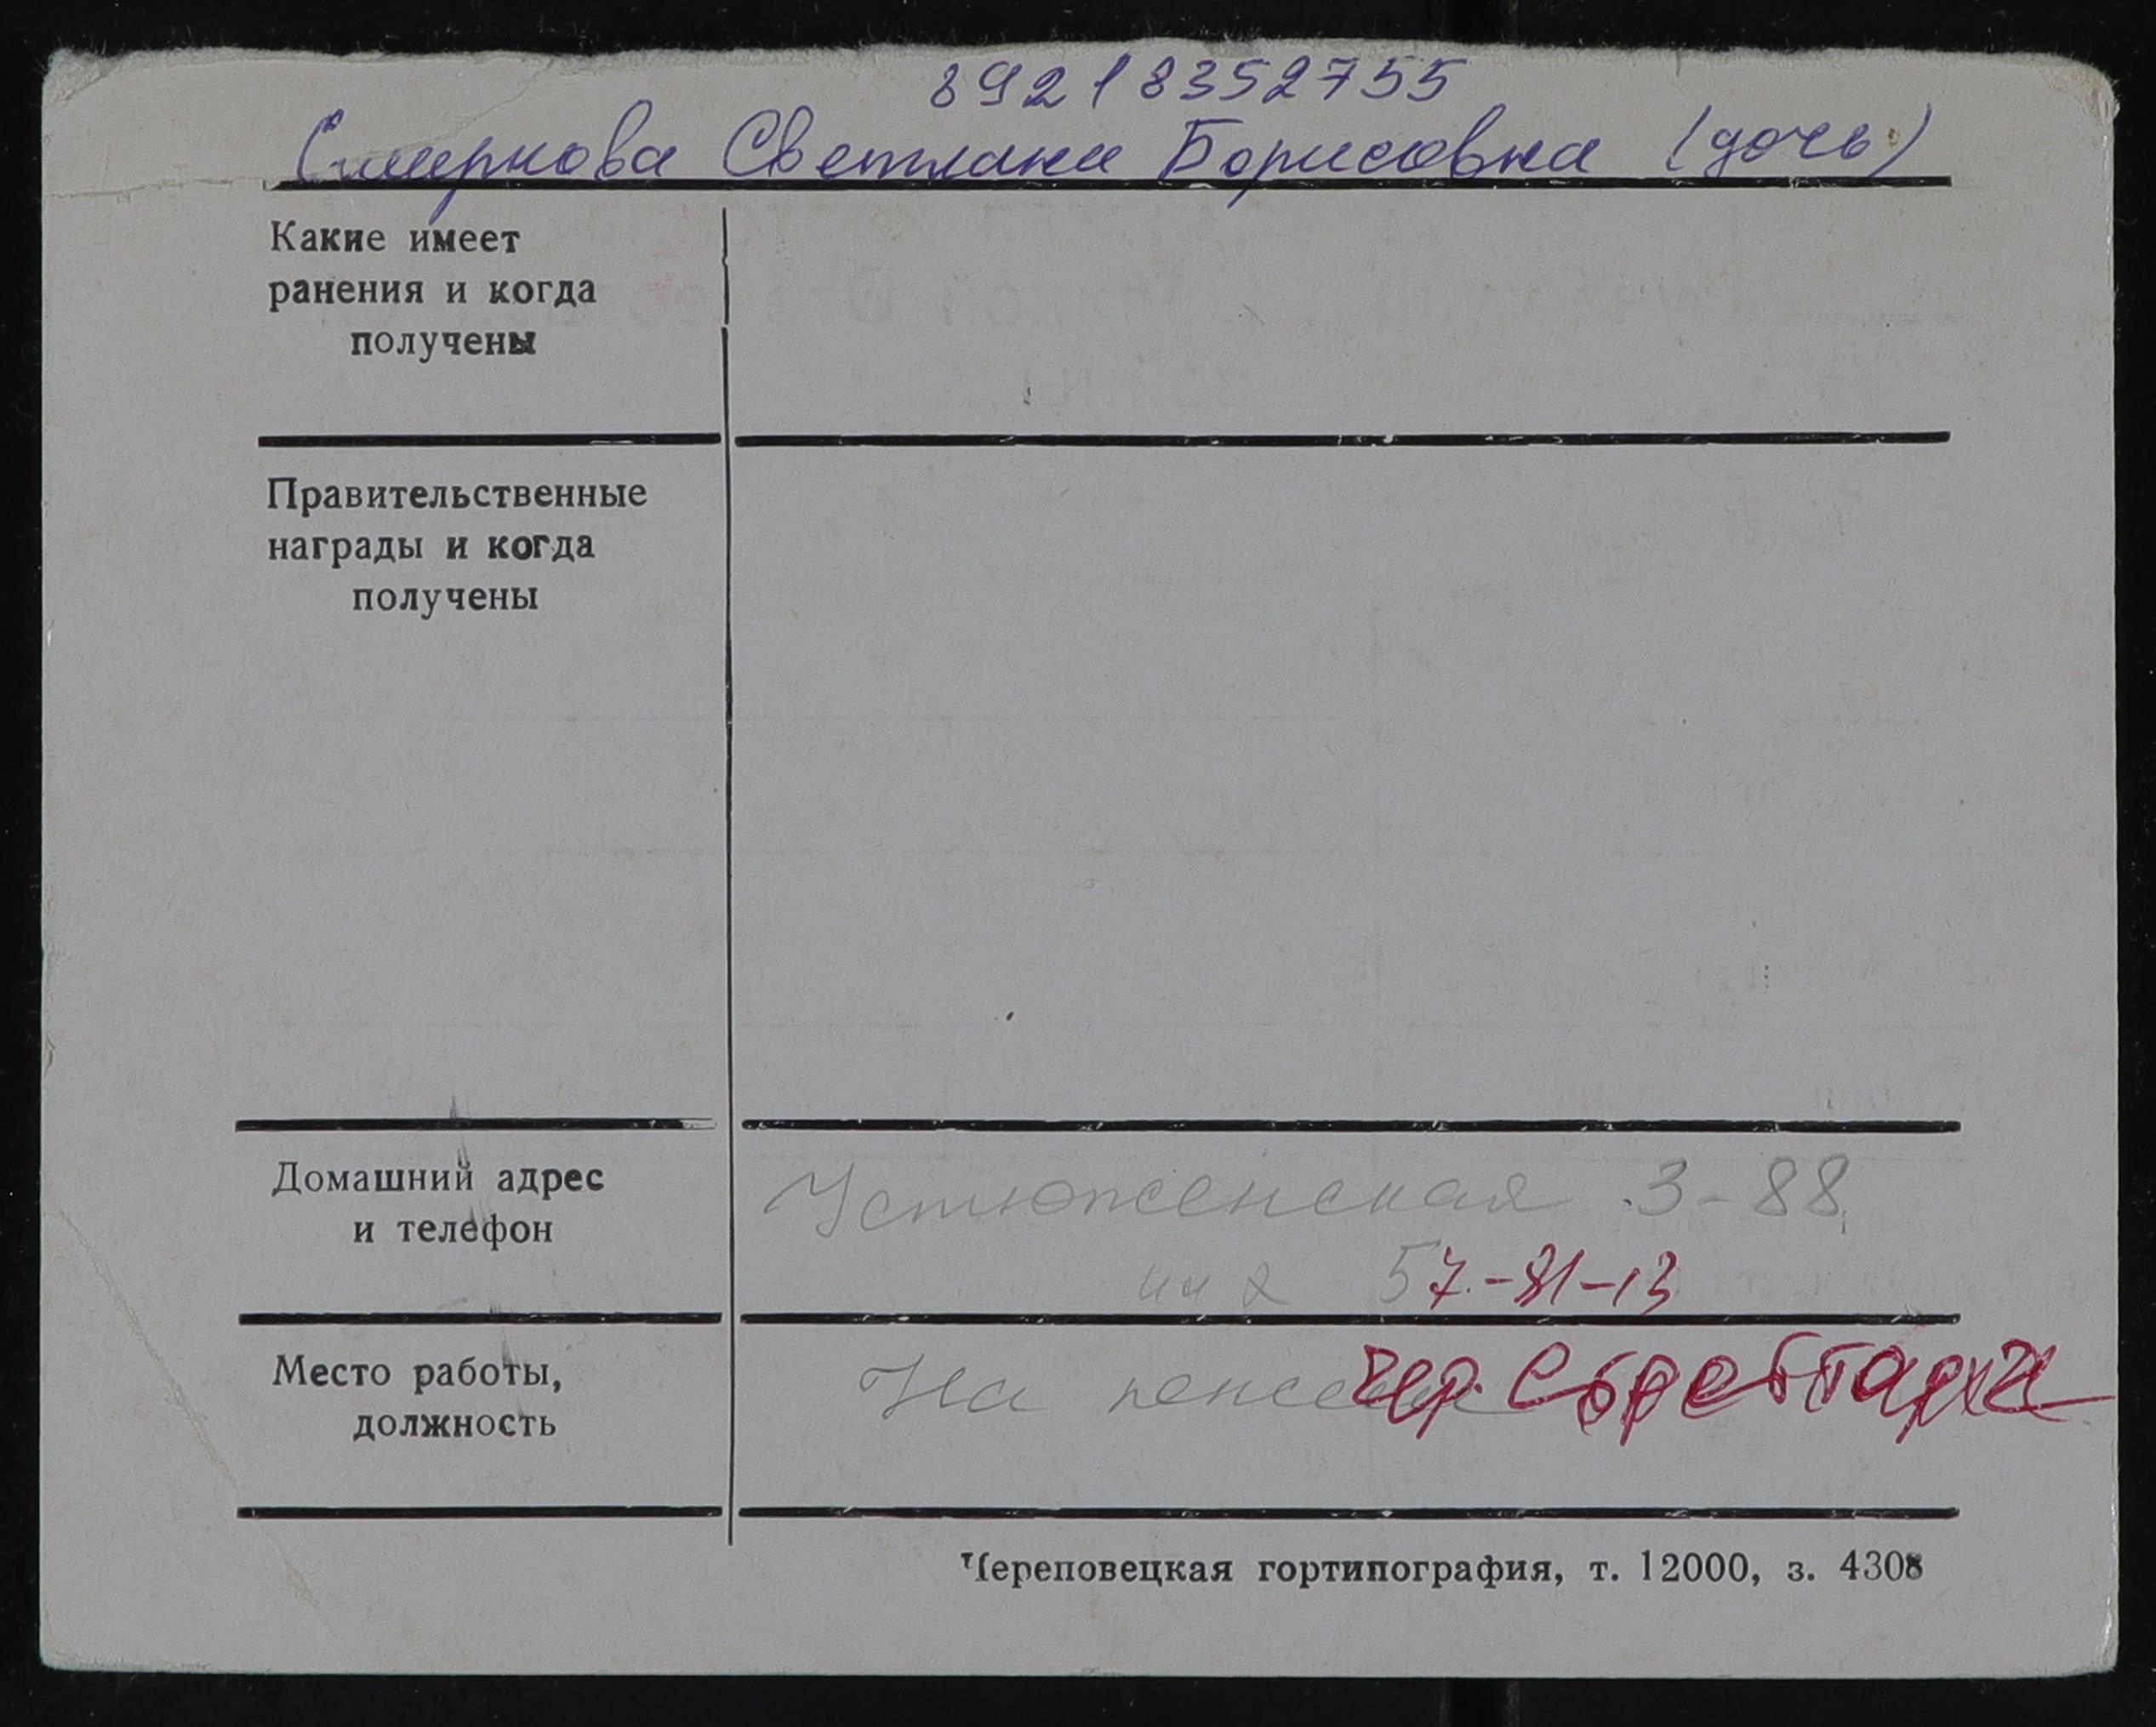 89218352755
Смирнова Светлана Борисовна (дочь)
Какие имеет
ранения и когда
получены
Правительственные
награды и когда
получены
Домашний адрес
и телефон
Устюженская 3-88
57-81-13
Место работы,
должность
На пенсии
Череповецкая гортипография, т. 12000, з. 4308